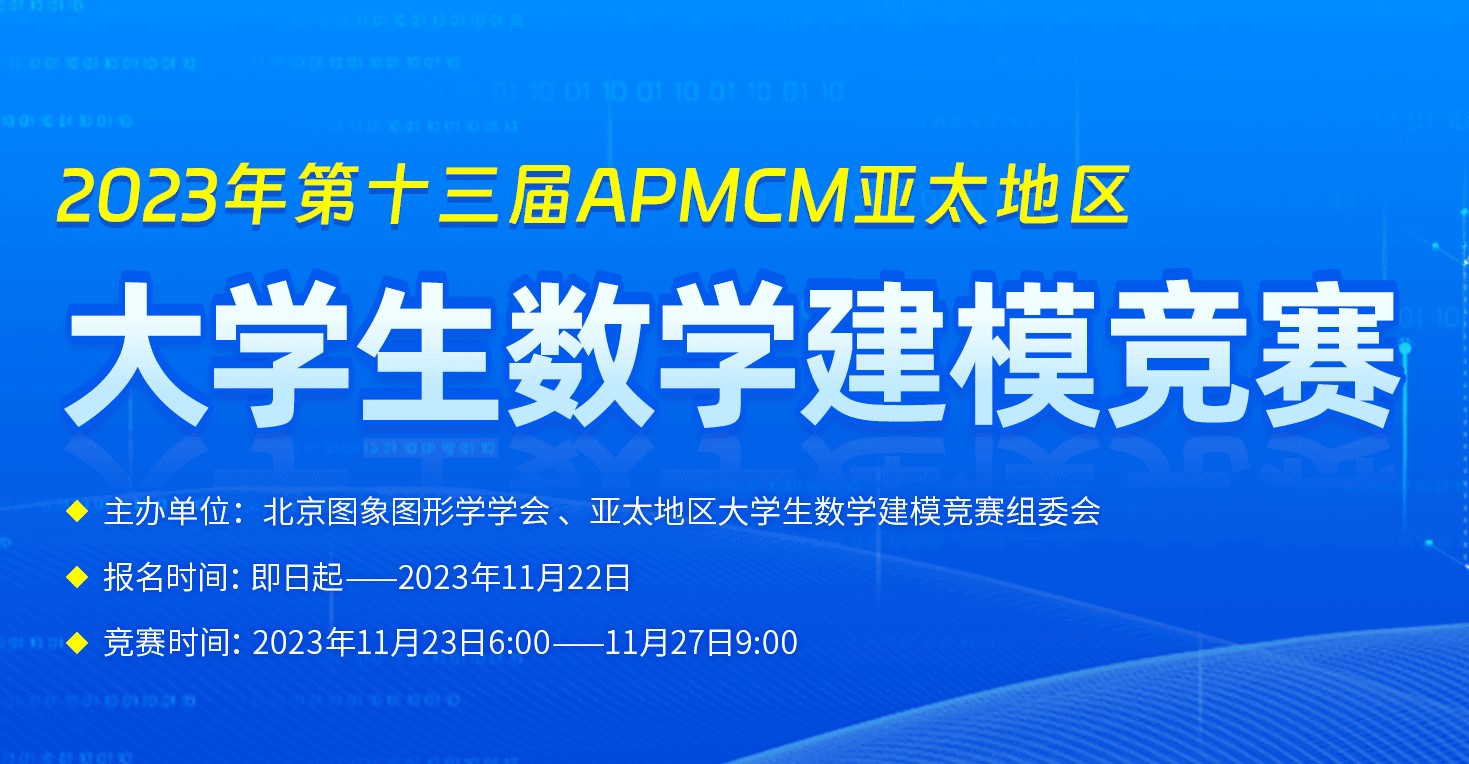 2023年第十三届APMCM亚太地区
大学生数学建模竞赛
主办单位：北京图象图形学学会、亚太地区大学生数学建模竞赛组委会
报名时间：即日起——2023年11月22日
竞赛时间：2023年11月23日6:00——11月27日9:00